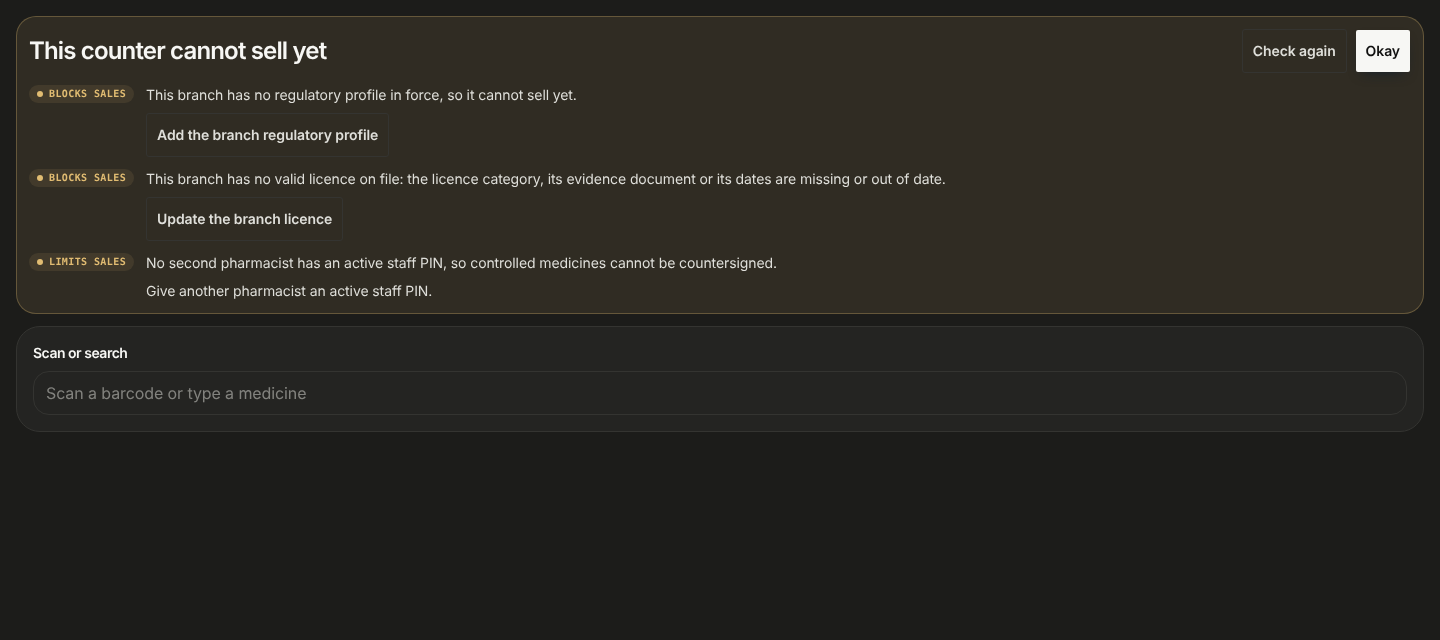 This counter cannot sell yet
Check again
Okay
BLOCKS SALES
This branch has no regulatory profile in force, so it cannot sell yet.
Add the branch regulatory profile
BLOCKS SALES
This branch has no valid licence on file: the licence category, its evidence document or its dates are missing or out of date.
Update the branch licence
LIMITS SALES
No second pharmacist has an active staff PIN, so controlled medicines cannot be countersigned.
Give another pharmacist an active staff PIN.
Scan or search
Scan a barcode or type a medicine